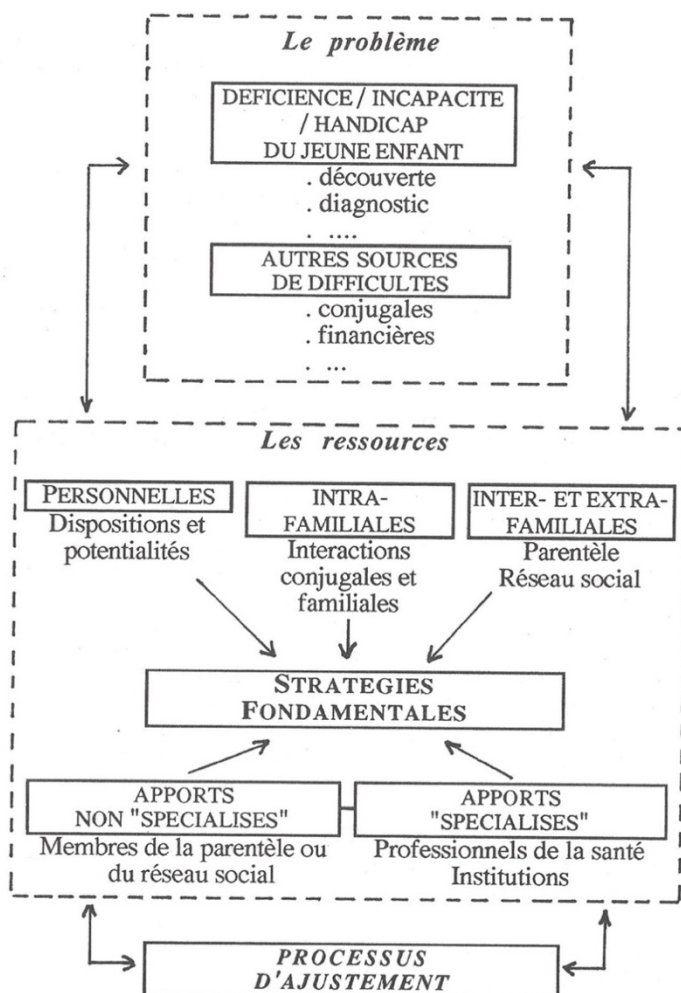 Le problème
DEFICIENCE / INCAPACITE
/ HANDICAP
DU JEUNE ENFANT
. découverte
. diagnostic
. ....
AUTRES SOURCES
DE DIFFICULTES
. conjugales
. financières
. ...
Les ressources
PERSONNELLES
Dispositions et
potentialités
INTRA-
FAMILIALES
Interactions
conjugales et
familiales
INTER- ET EXTRA-
FAMILIALES
Parentèle
Réseau social
STRATEGIES
FONDAMENTALES
APPORTS
NON "SPECIALISES"
Membres de la parentèle ou
du réseau social
APPORTS
"SPECIALISES"
Professionnels de la santé
Institutions
PROCESSUS
D'AJUSTEMENT